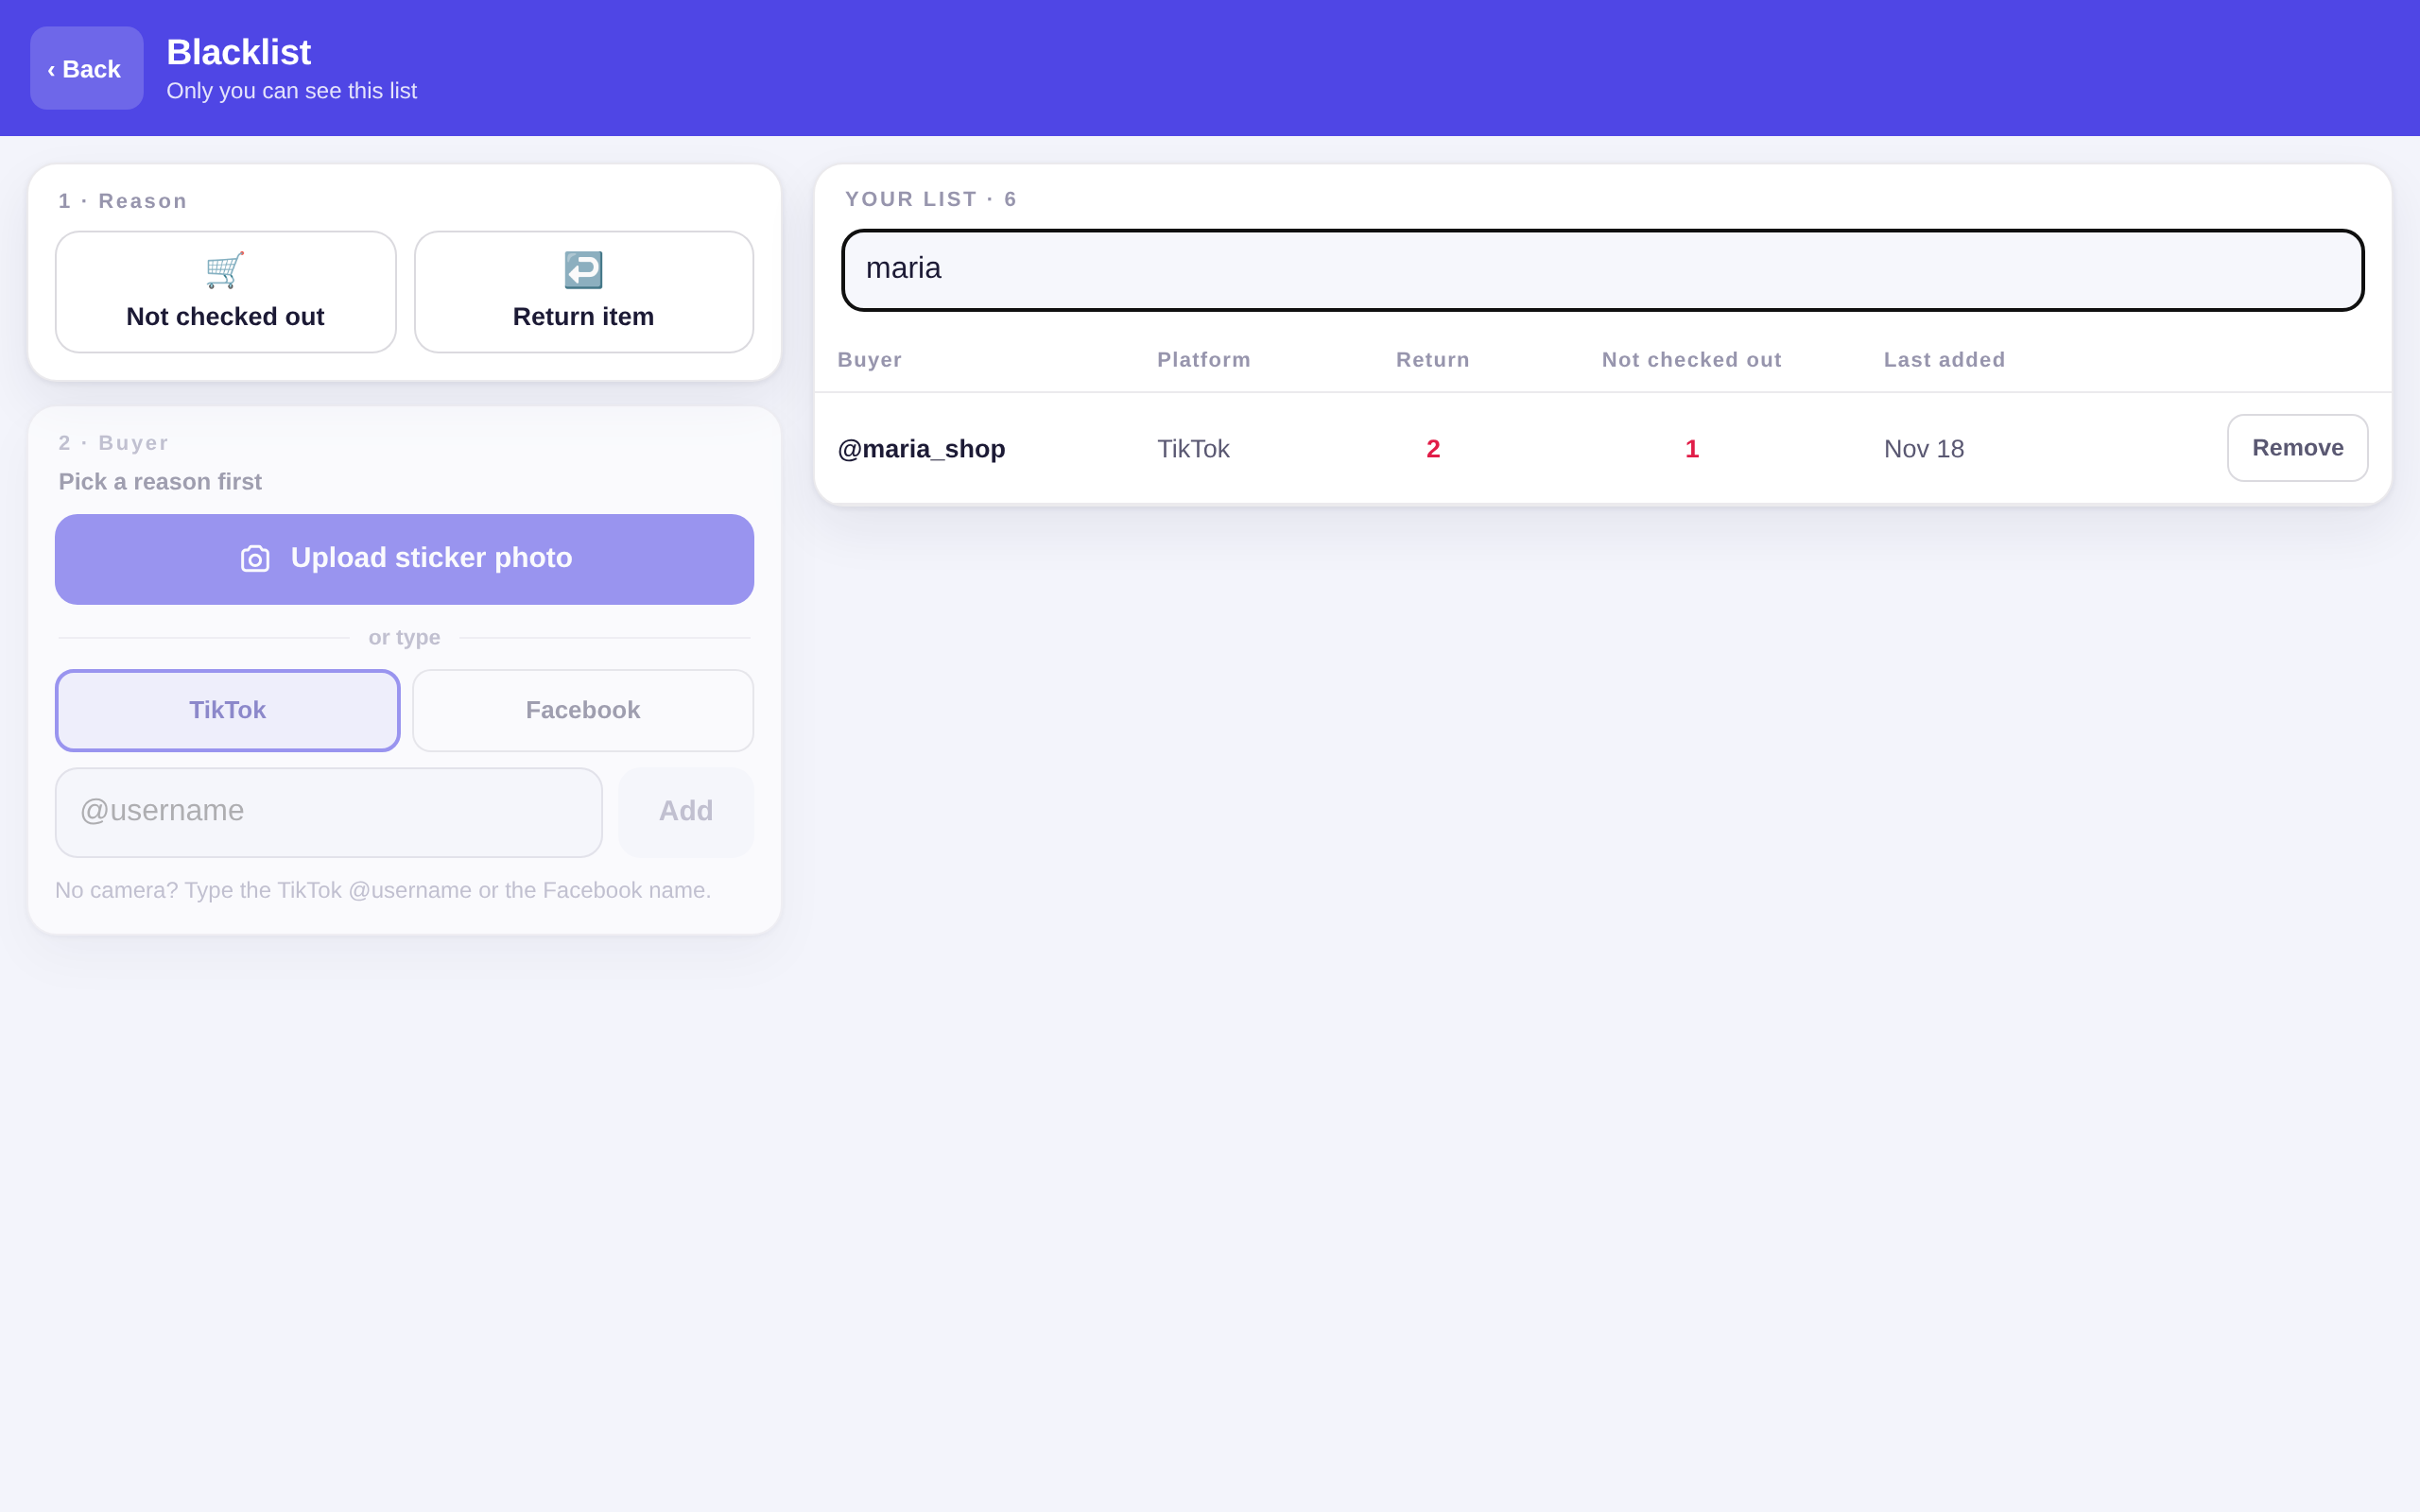 ‹ Back
Blacklist
Only you can see this list
1 · Reason
Not checked out
Return item
2 · Buyer
Pick a reason first
Upload sticker photo
or type
TikTok
Facebook
@username
Add
No camera? Type the TikTok @username or the Facebook name.
YOUR LIST · 6
maria
Buyer Platform Return Not checked out Last added
@maria_shop TikTok 2 1 Nov 18 Remove